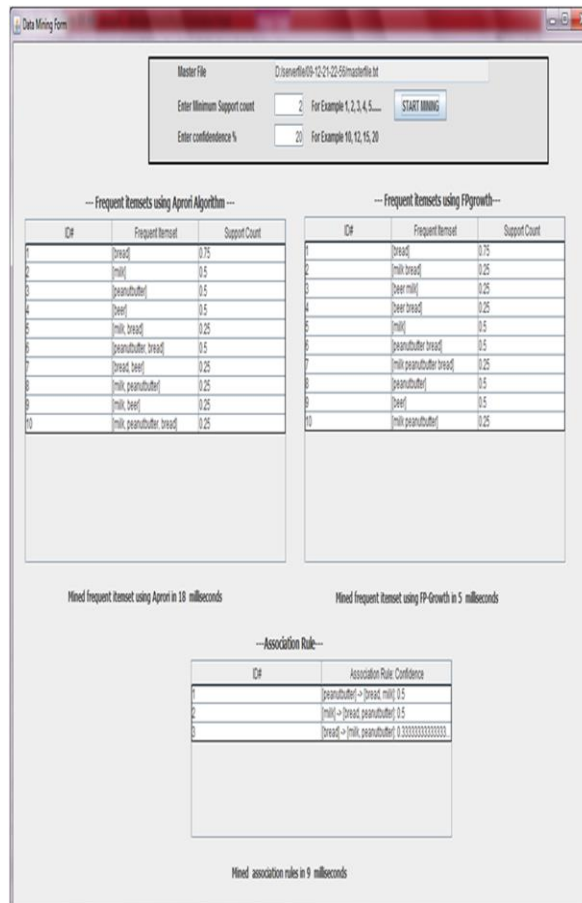 Data Mining Form
Master File D:/serverfile/09-12-21-22-56/masterfile.txt
Enter Minimum Support count 2 For Example 1, 2, 3, 4, 5...... START MINING
Enter confidendence % 20 For Example 10, 12, 15, 20
--- Frequent itemsets using Aprori Algorithm ---
ID# Frequent Itemset Support Count
1 [bread] 0.75
2 [milk] 0.5
3 [peanutbutter] 0.5
4 [beer] 0.5
5 [milk, bread] 0.25
6 [peanutbutter, bread] 0.5
7 [bread, beer] 0.25
8 [milk, peanutbutter] 0.25
9 [milk, beer] 0.25
10 [milk, peanutbutter, bread] 0.25
Mined frequent itemset using Aprori in 18 milliseconds
--- Frequent itemsets using FPgrowth---
ID# Frequent Itemset Support Count
1 [bread] 0.75
2 [milk bread] 0.25
3 [beer milk] 0.25
4 [beer bread] 0.25
5 [milk] 0.5
6 [peanutbutter bread] 0.5
7 [milk peanutbutter bread] 0.25
8 [peanutbutter] 0.5
9 [beer] 0.5
10 [milk peanutbutter] 0.25
Mined frequent itemset using FP-Growth in 5 milliseconds
---Association Rule---
ID# Association Rule: Confidence
1 [peanutbutter] -> [bread, milk]: 0.5
2 [milk] -> [bread, peanutbutter]: 0.5
3 [bread] -> [milk, peanutbutter]: 0.33333333333333...
Mined association rules in 9 milliseconds